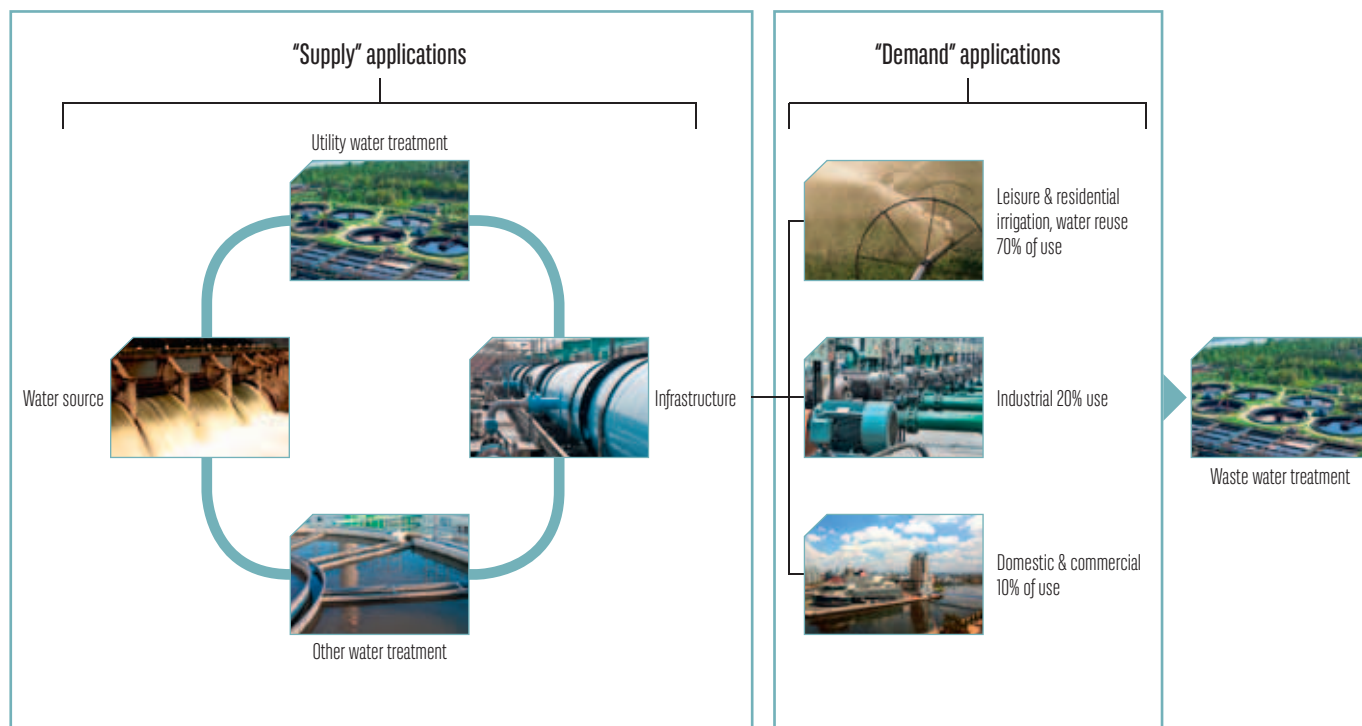 “Supply” applications
Utility water treatment
Water source
Infrastructure
Other water treatment
“Demand” applications
Leisure & residential
irrigation, water reuse
70% of use
Industrial 20% use
Domestic & commercial
10% of use
Waste water treatment